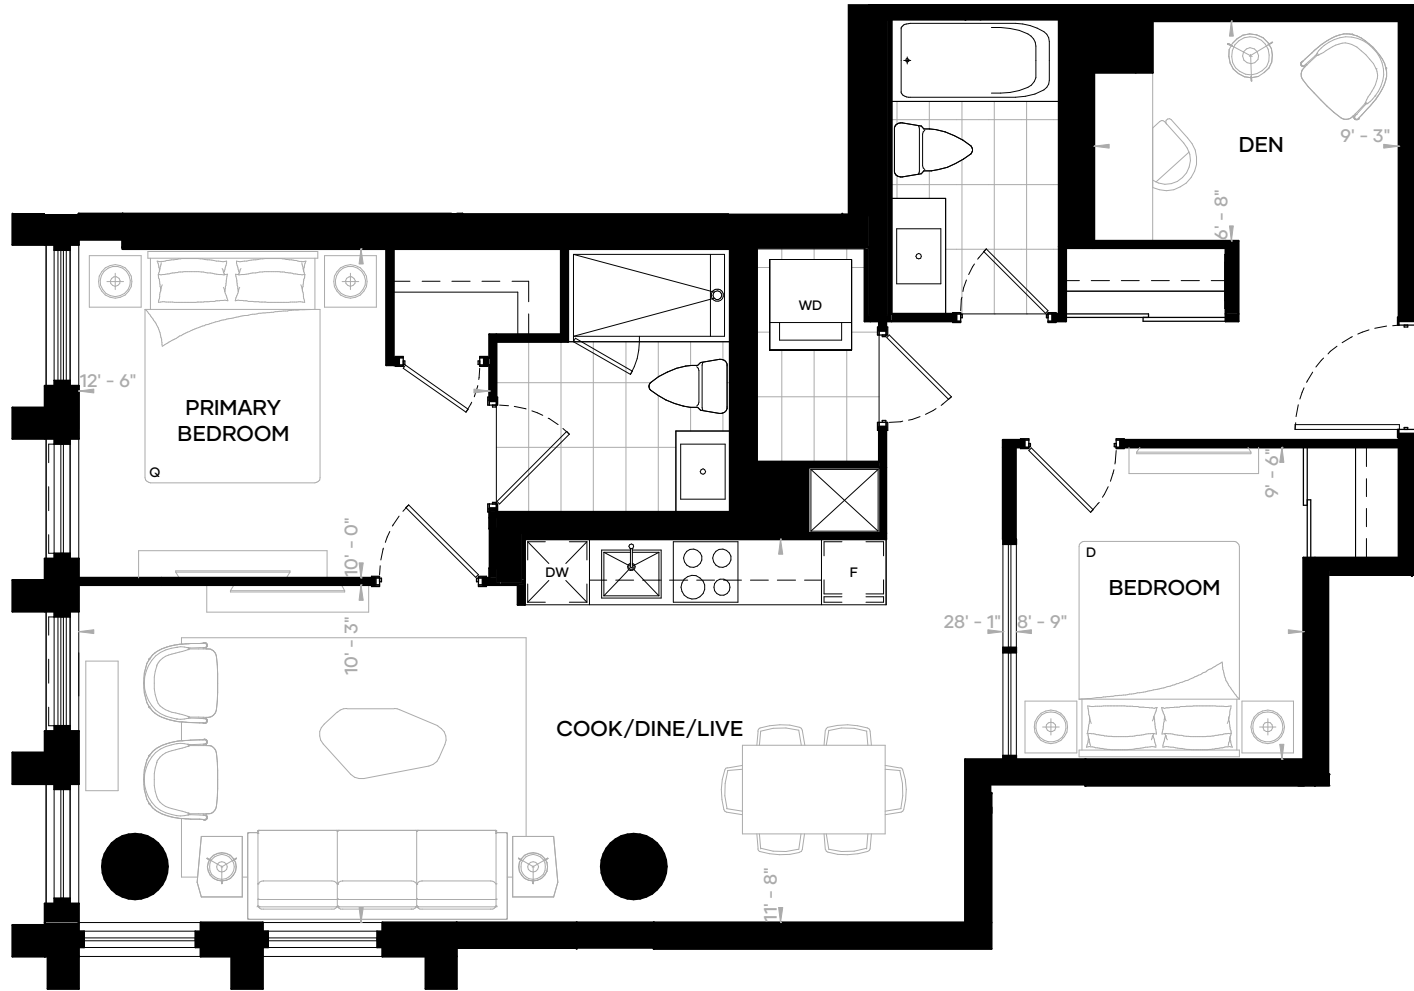 DEN
9' - 3"
6' - 8"
WD
12' - 6"
PRIMARY
BEDROOM
Q
9' - 6"
10' - 0"
DW
F
D
BEDROOM
28' - 1"
8' - 9"
10' - 3"
COOK/DINE/LIVE
11' - 8"